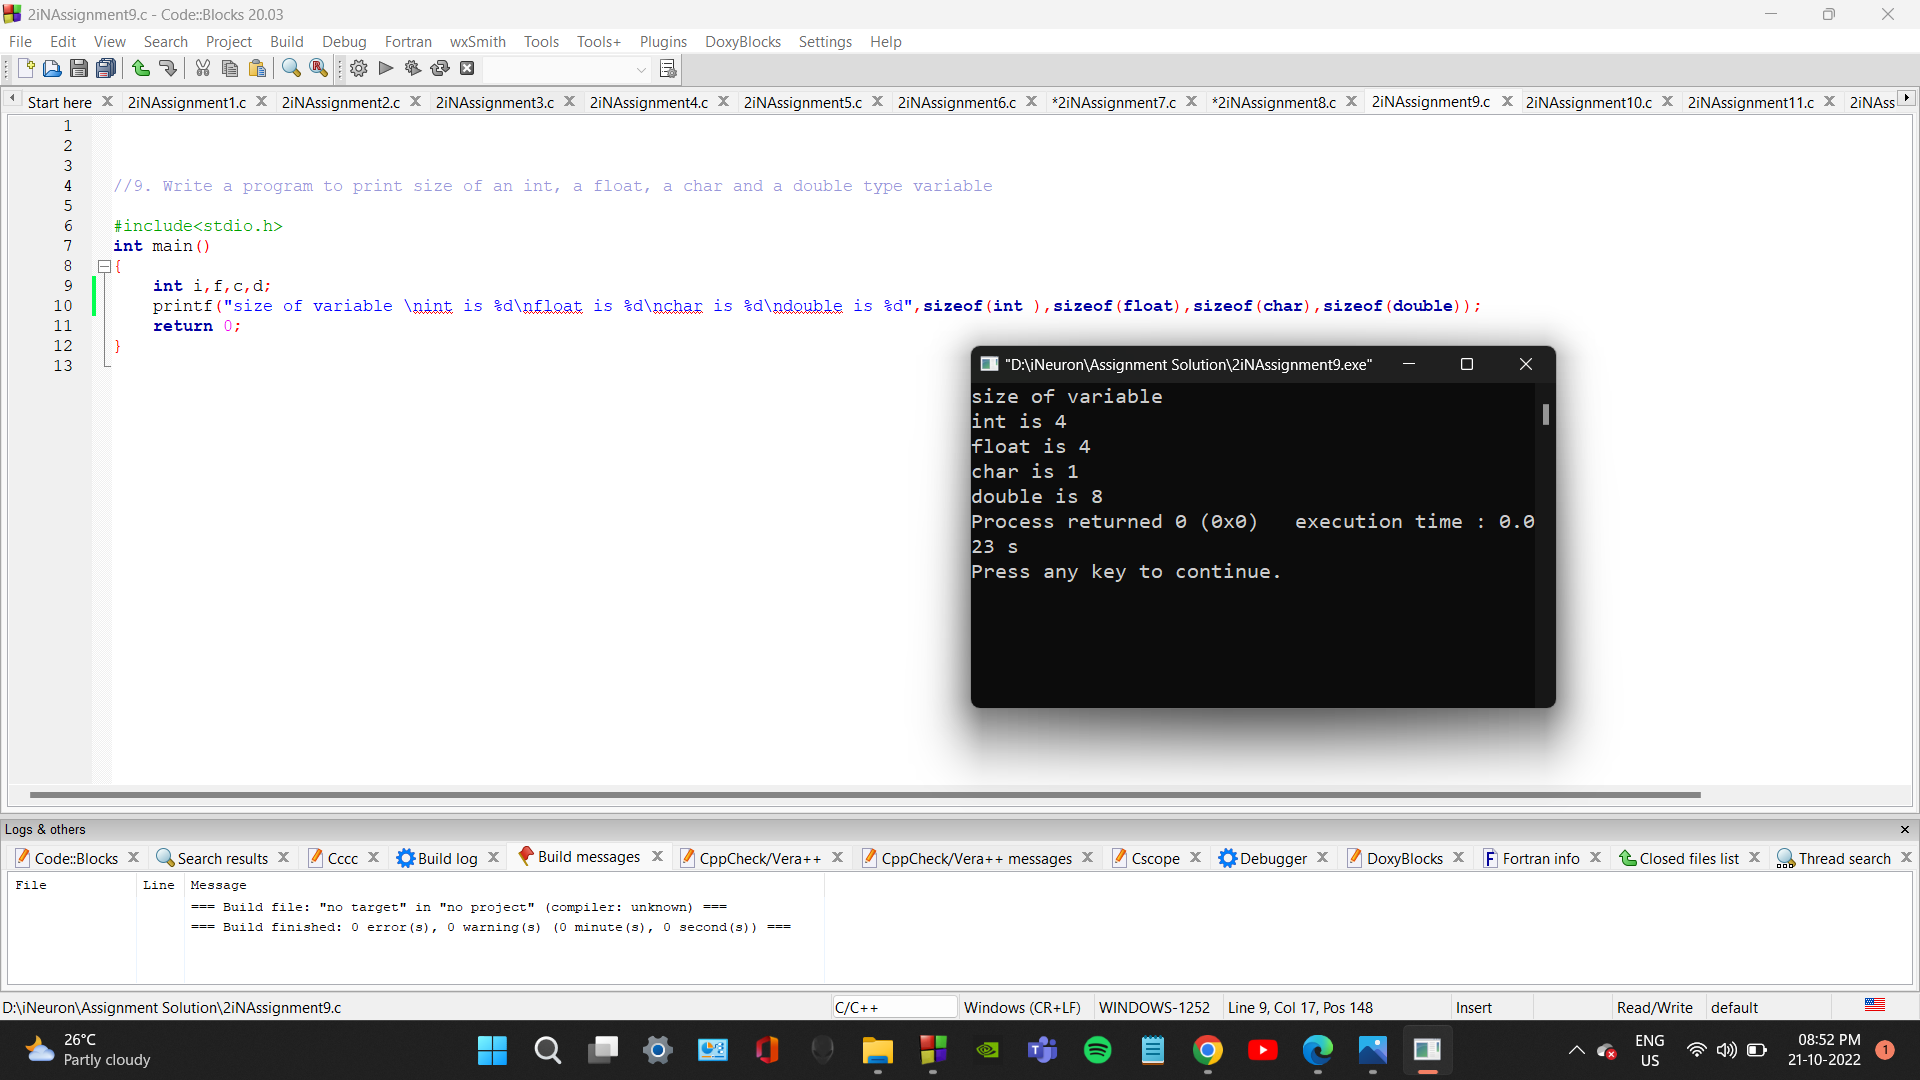 2iNAssignment9.c - Code::Blocks 20.03
File Edit View Search Project Build Debug Fortran wxSmith Tools Tools+ Plugins DoxyBlocks Settings Help
Start here 2iNAssignment1.c 2iNAssignment2.c 2iNAssignment3.c 2iNAssignment4.c 2iNAssignment5.c 2iNAssignment6.c *2iNAssignment7.c *2iNAssignment8.c 2iNAssignment9.c 2iNAssignment10.c 2iNAssignment11.c 2iNAss
1
2
3
4 //9. Write a program to print size of an int, a float, a char and a double type variable
5
6 #include<stdio.h>
7 int main()
8 {
9 int i,f,c,d;
10 printf("size of variable \nint is %d\nfloat is %d\nchar is %d\ndouble is %d",sizeof(int ),sizeof(float),sizeof(char),sizeof(double));
11 return 0;
12 }
13
"D:\iNeuron\Assignment Solution\2iNAssignment9.exe"
size of variable
int is 4
float is 4
char is 1
double is 8
Process returned 0 (0x0) execution time : 0.0
23 s
Press any key to continue.
Logs & others
Code::Blocks Search results Cccc Build log Build messages CppCheck/Vera++ CppCheck/Vera++ messages Cscope Debugger DoxyBlocks Fortran info Closed files list Thread search
File Line Message
=== Build file: "no target" in "no project" (compiler: unknown) ===
=== Build finished: 0 error(s), 0 warning(s) (0 minute(s), 0 second(s)) ===
D:\iNeuron\Assignment Solution\2iNAssignment9.c C/C++ Windows (CR+LF) WINDOWS-1252 Line 9, Col 17, Pos 148 Insert Read/Write default
26°C
Partly cloudy
ENG
US
08:52 PM
21-10-2022
1